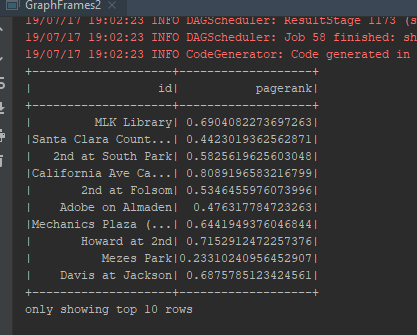 GraphFrames2 ×
19/07/17 19:02:23 INFO DAGScheduler: ResultStage 1173 (s
19/07/17 19:02:23 INFO DAGScheduler: Job 58 finished: sh
19/07/17 19:02:23 INFO CodeGenerator: Code generated in
+--------------------+-------------------+
|                  id|           pagerank|
+--------------------+-------------------+
|         MLK Library| 0.6904082273697263|
|Santa Clara Count...| 0.4423019362562871|
|   2nd at South Park| 0.5825619625603048|
|California Ave Ca...| 0.8089196583216799|
|       2nd at Folsom| 0.5346455976073996|
|    Adobe on Almaden|  0.476317784723263|
|Mechanics Plaza (...| 0.6441949376046844|
|       Howard at 2nd| 0.7152912472257376|
|          Mezes Park|0.23310240956452907|
|    Davis at Jackson| 0.6875785123424561|
+--------------------+-------------------+
only showing top 10 rows